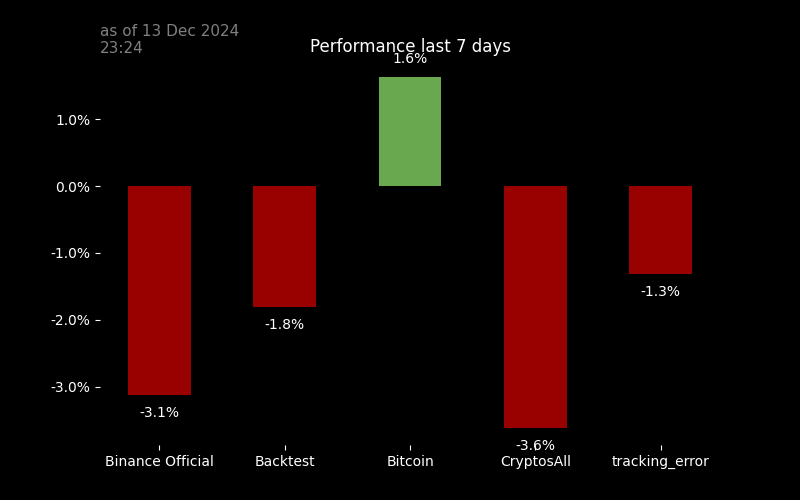 as of 13 Dec 2024
23:24
Performance last 7 days
1.6%
1.0%
0.0%
-1.0%
-2.0%
-3.0%
-3.1%
-1.8%
-1.3%
-3.6%
Binance Official
Backtest
Bitcoin
CryptosAll
tracking_error